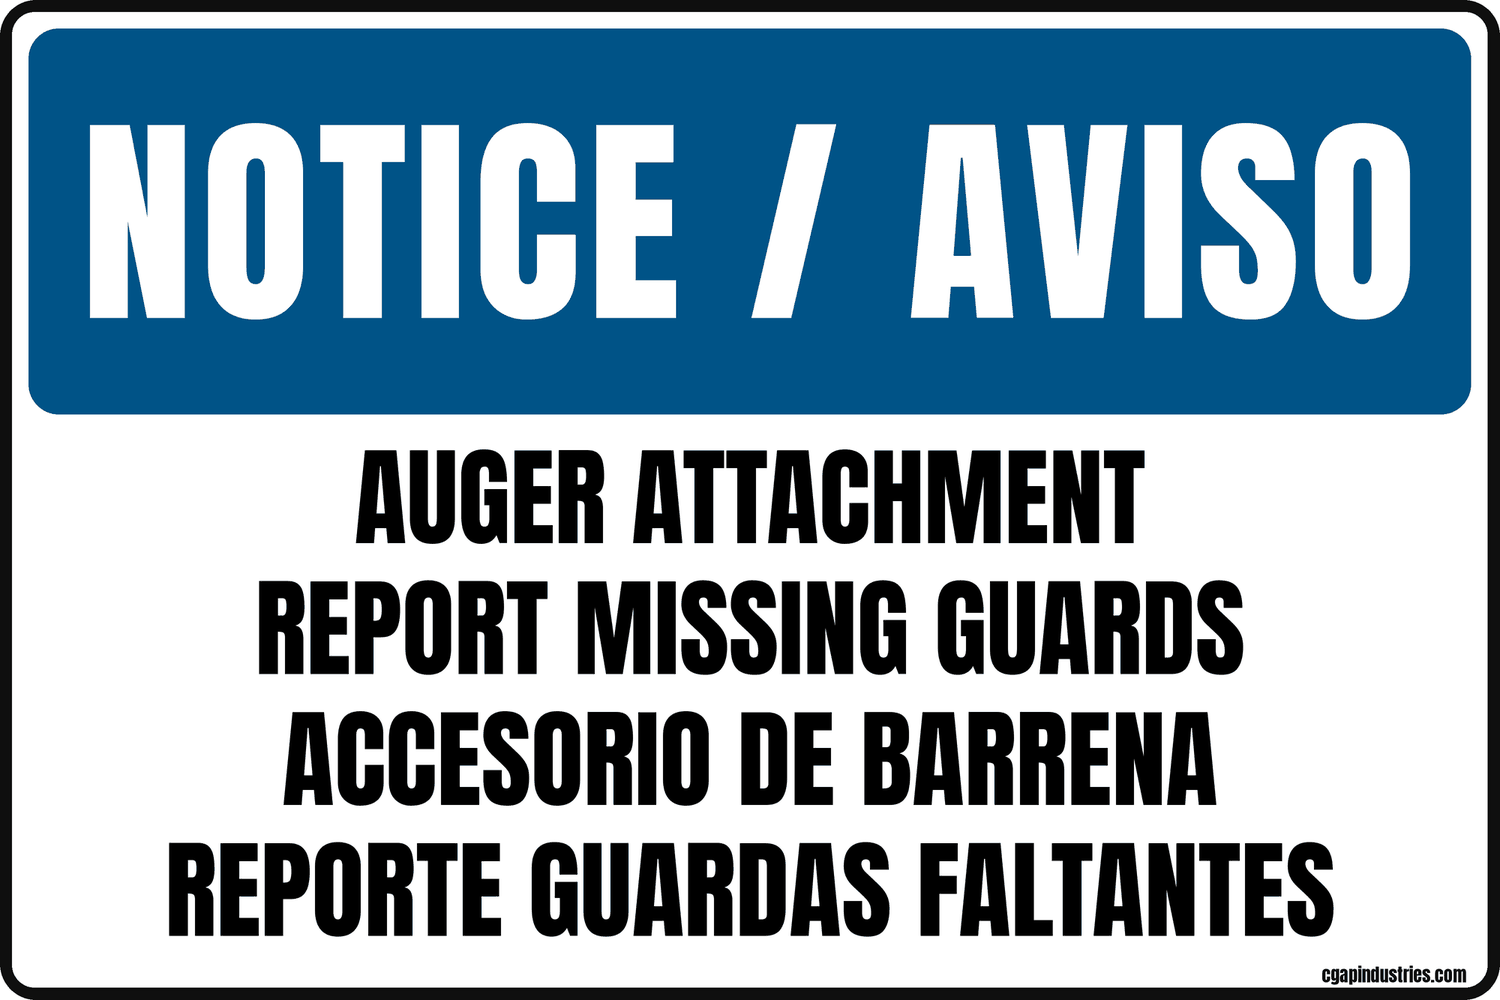 NOTICE / AVISO
AUGER ATTACHMENT
REPORT MISSING GUARDS
ACCESORIO DE BARRENA
REPORTE GUARDAS FALTANTES
cgapindustries.com